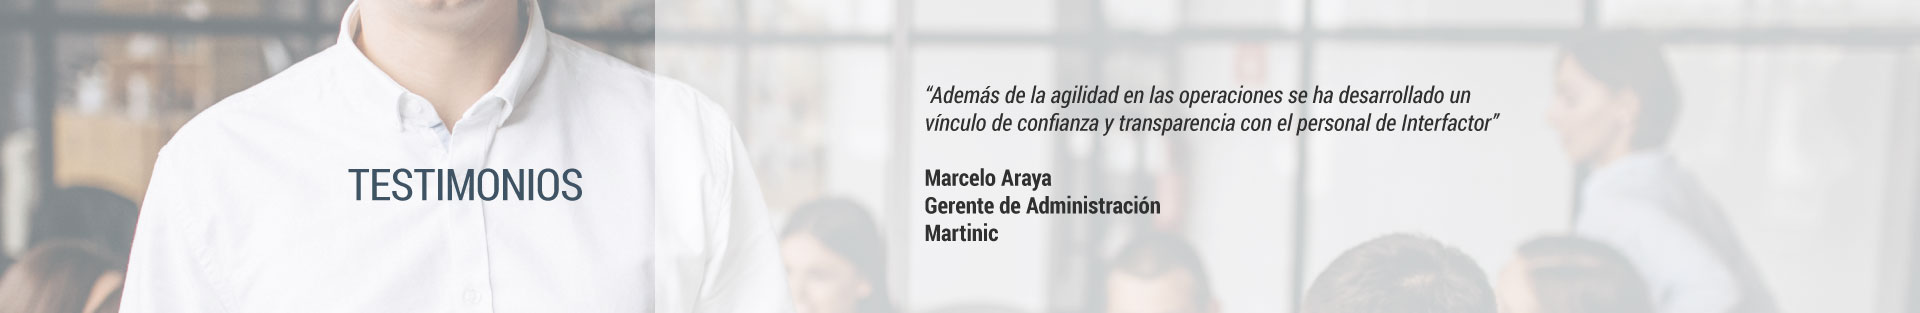 TESTIMONIOS
“Además de la agilidad en las operaciones se ha desarrollado un
vínculo de confianza y transparencia con el personal de Interfactor”
Marcelo Araya
Gerente de Administración
Martinic